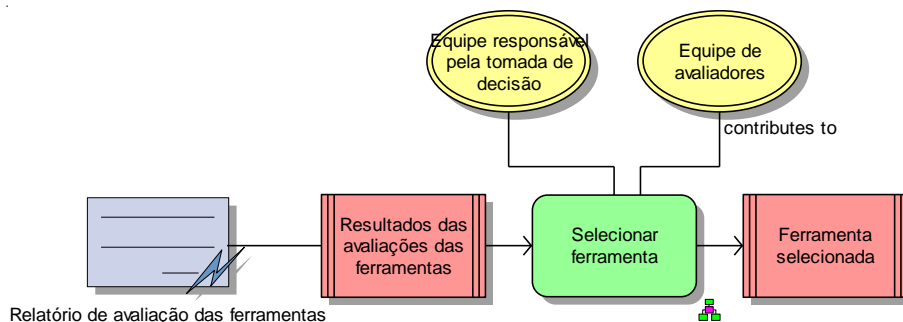 Equipe responsável
pela tomada de
decisão
Equipe de
avaliadores
contributes to
Resultados das
avaliações das
ferramentas
Selecionar
ferramenta
Ferramenta
selecionada
Relatório de avaliação das ferramentas